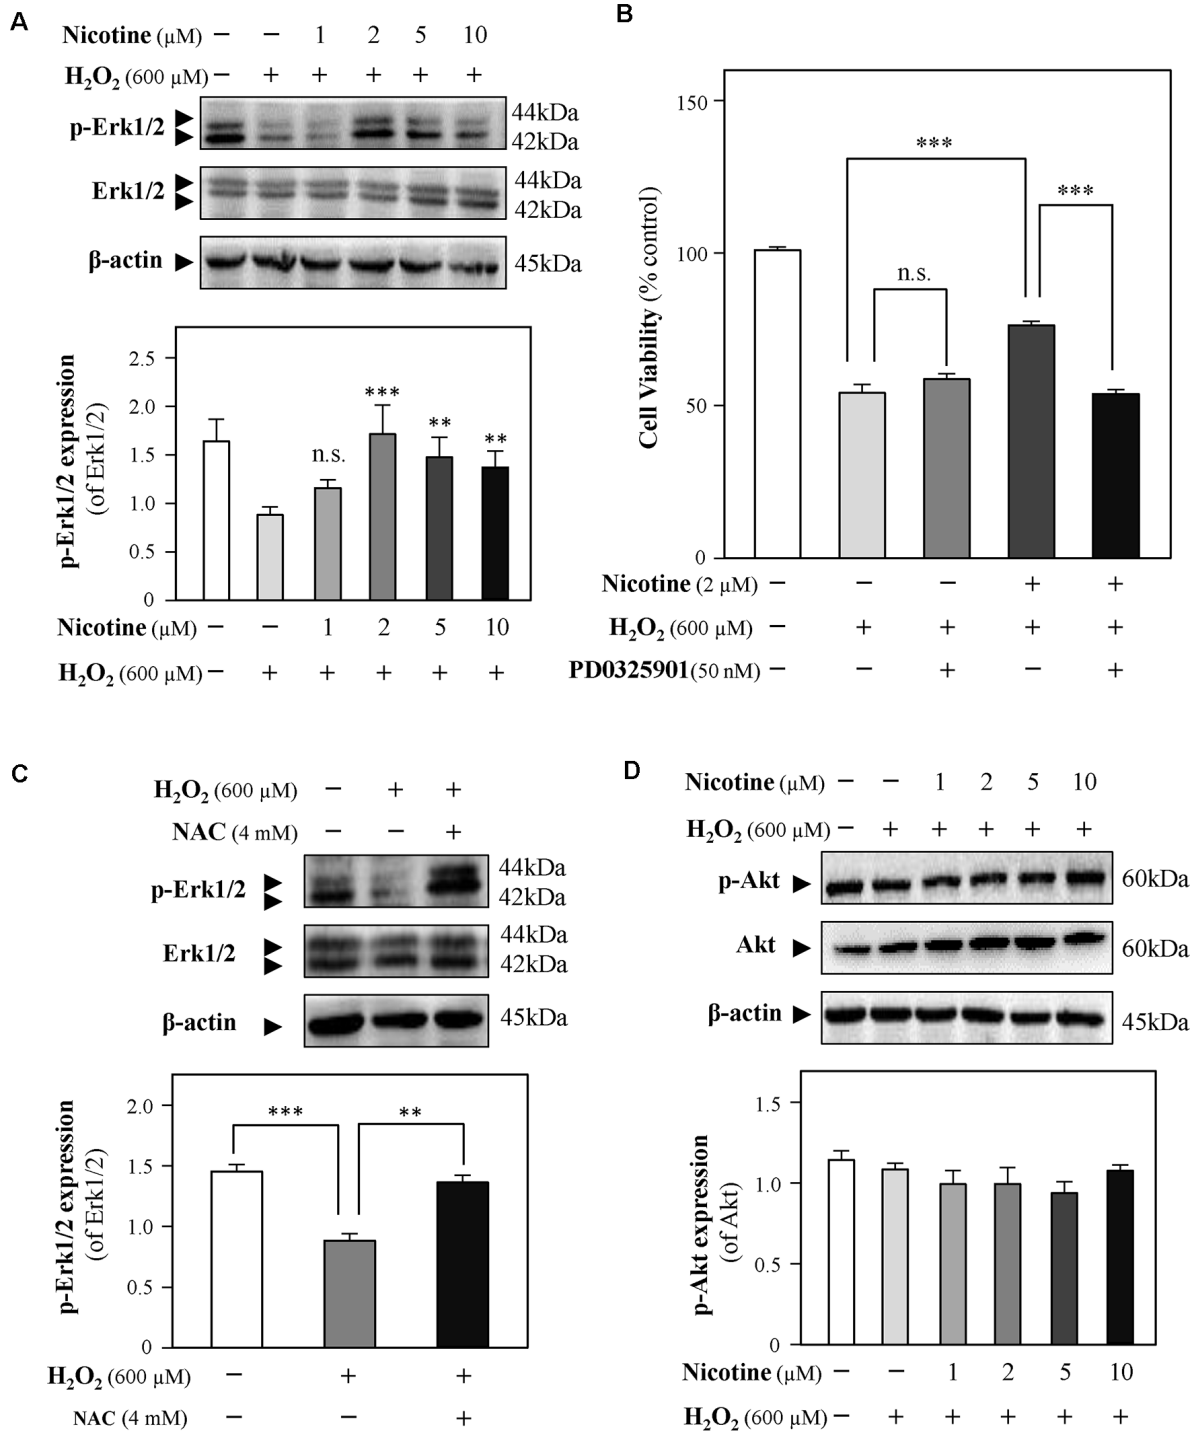 A
Nicotine (µM) − − 1 2 5 10
H₂O₂ (600 µM) − + + + + +
p-Erk1/2 44kDa
42kDa
Erk1/2 44kDa
42kDa
β-actin 45kDa
p-Erk1/2 expression
(of Erk1/2)
2.5
2.0
1.5
1.0
0.5
0
n.s. *** ** **
Nicotine (µM) − − 1 2 5 10
H₂O₂ (600 µM) − + + + + +
B
Cell Viability (% control)
150
100
50
0
***
***
n.s.
Nicotine (2 µM) − − − + +
H₂O₂ (600 µM) − + + + +
PD0325901(50 nM) − − + − +
C
H₂O₂ (600 µM) − + +
NAC (4 mM) − − +
p-Erk1/2 44kDa
42kDa
Erk1/2 44kDa
42kDa
β-actin 45kDa
p-Erk1/2 expression
(of Erk1/2)
2.0
1.5
1.0
0.5
0
*** **
H₂O₂ (600 µM) − + +
NAC (4 mM) − − +
D
Nicotine (µM) − − 1 2 5 10
H₂O₂ (600 µM) − + + + + +
p-Akt 60kDa
Akt 60kDa
β-actin 45kDa
p-Akt expression
(of Akt)
1.5
1.0
0.5
0
Nicotine (µM) − − 1 2 5 10
H₂O₂ (600 µM) − + + + + +